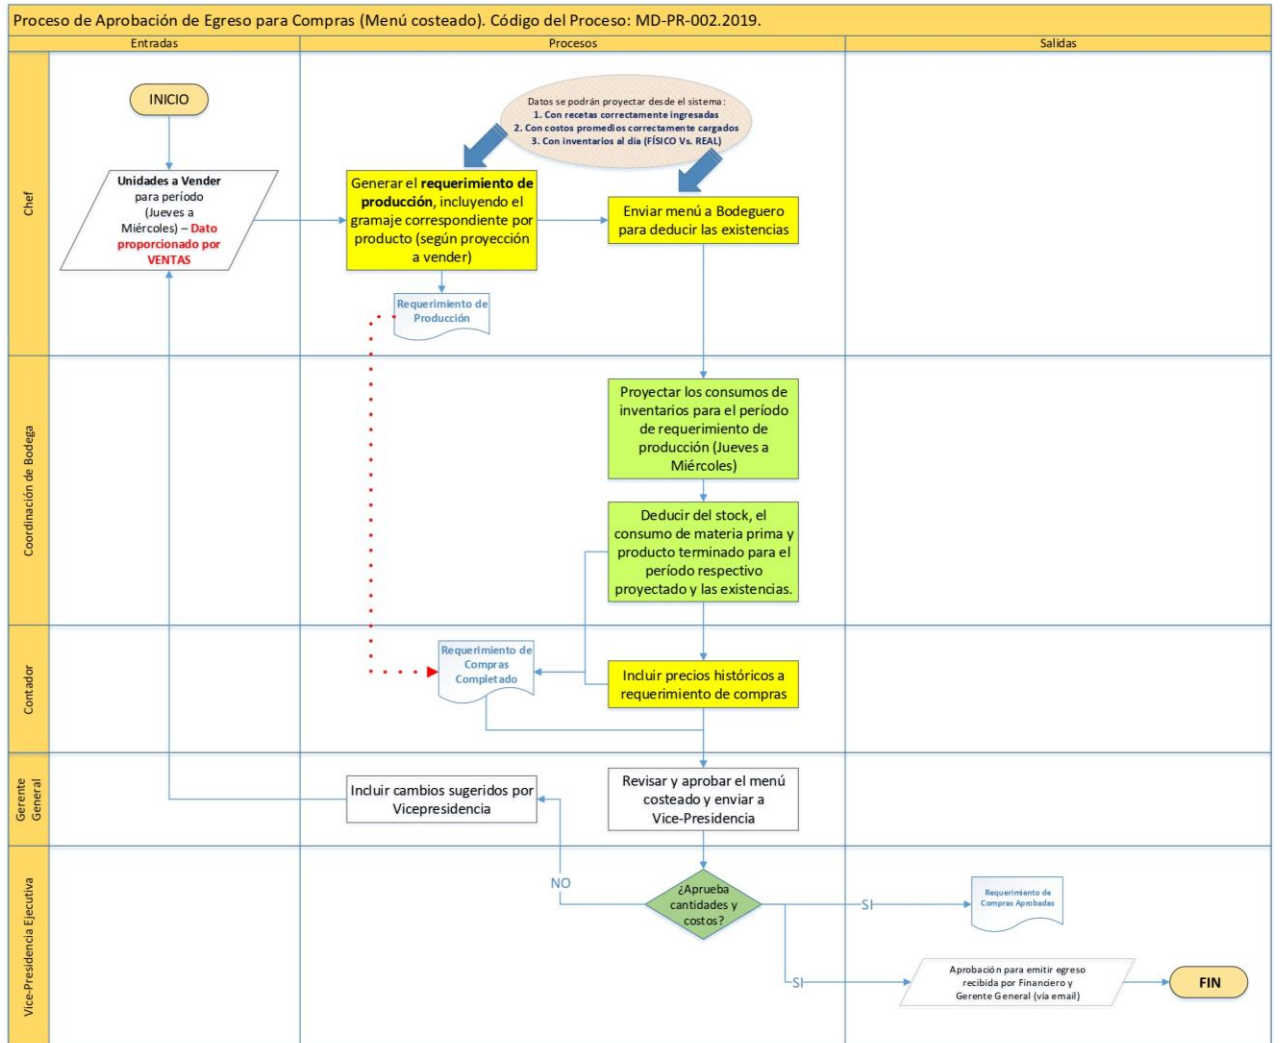 Proceso de Aprobación de Egreso para Compras (Menú costeado). Código del Proceso: MD-PR-002.2019.
Entradas
Procesos
Salidas
Chef
INICIO
Datos se podrán proyectar desde el sistema:
1. Con recetas correctamente ingresadas
2. Con costos promedios correctamente cargados
3. Con inventarios al día (FÍSICO Vs. REAL)
Unidades a Vender
para período
(Jueves a
Miércoles) – Dato
proporcionado por
VENTAS
Generar el requerimiento de
producción, incluyendo el
gramaje correspondiente por
producto (según proyección
a vender)
Enviar menú a Bodeguero
para deducir las existencias
Requerimiento de
Producción
Coordinación de Bodega
Proyectar los consumos de
inventarios para el período
de requerimiento de
producción (Jueves a
Miércoles)
Deducir del stock, el
consumo de materia prima y
producto terminado para el
período respectivo
proyectado y las existencias.
Contador
Requerimiento de
Compras
Completado
Incluir precios históricos a
requerimiento de compras
Gerente
General
Incluir cambios sugeridos por
Vicepresidencia
Revisar y aprobar el menú
costeado y enviar a
Vice-Presidencia
Vice-Presidencia Ejecutiva
NO
¿Aprueba
cantidades y
costos?
SI
Requerimiento de
Compras Aprobadas
SI
Aprobación para emitir egreso
recibida por Financiero y
Gerente General (vía email)
FIN